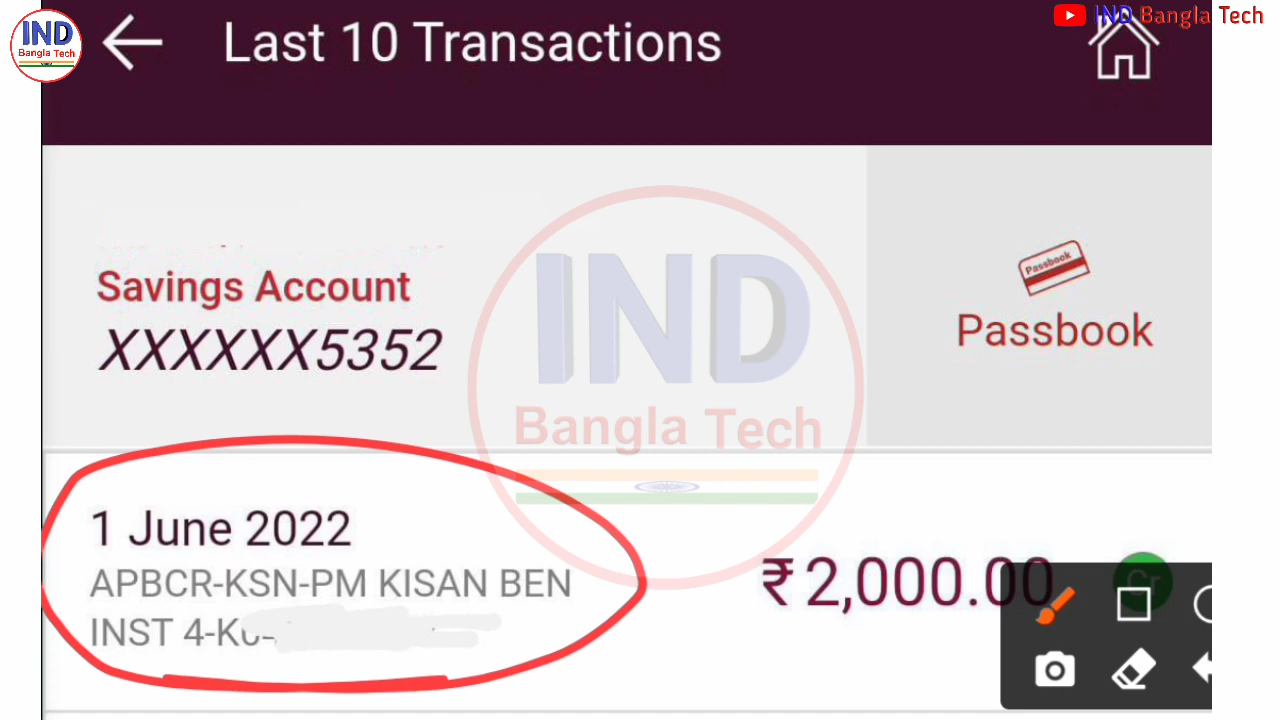 IND
Bangla Tech
Last 10 Transactions
IND Bangla Tech
Savings Account
XXXXXX5352
Passbook
Passbook
IND
Bangla Tech
1 June 2022
APBCR-KSN-PM KISAN BEN
INST 4-K
₹2,000.00
Cr